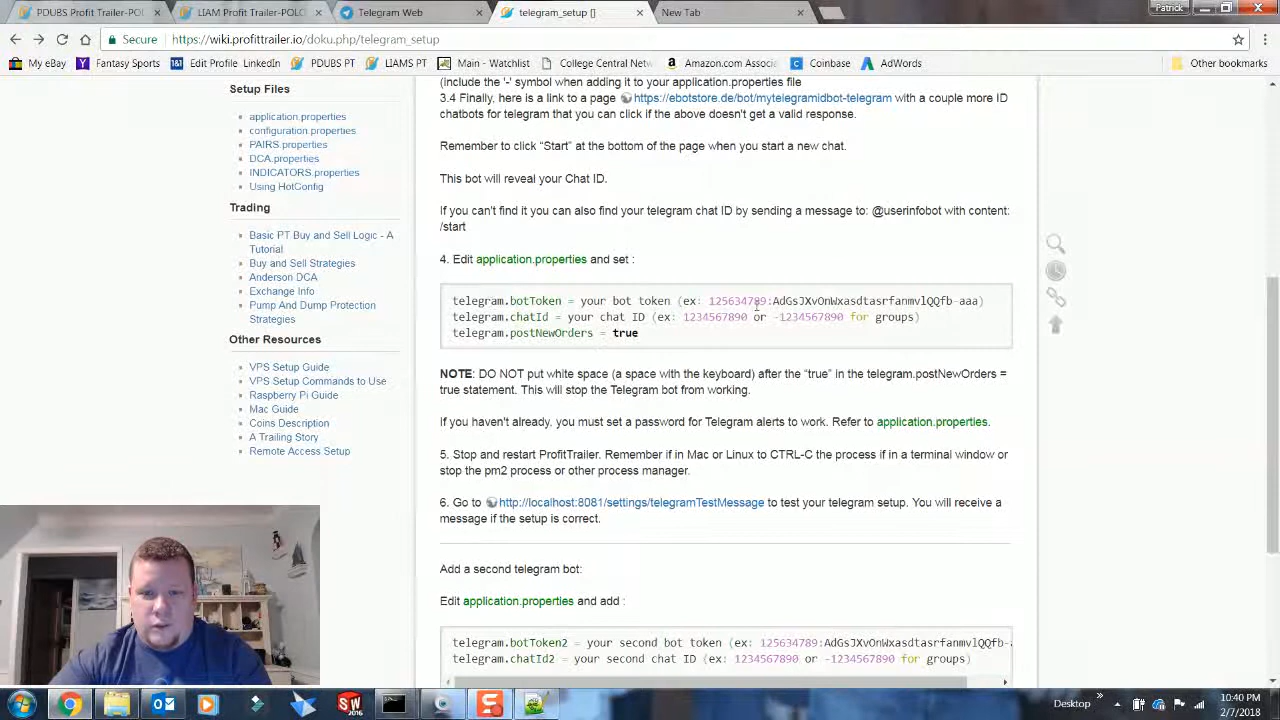 PDUBS Profit Trailer-POLO
LIAM Profit Trailer-POLO
Telegram Web
telegram_setup []
New Tab
Patrick
Secure
https://wiki.profittrailer.io/doku.php/telegram_setup
My eBay
Fantasy Sports
Edit Profile LinkedIn
PDUBS PT
LIAMS PT
Main - Watchlist
College Central Net
Amazon.com Associa
Coinbase
AdWords
Other bookmarks
Setup Files
application.properties
configuration.properties
PAIRS.properties
DCA.properties
INDICATORS.properties
Using HotConfig
Trading
Basic PT Buy and Sell Logic - A
Tutorial
Buy and Sell Strategies
Anderson DCA
Exchange Info
Pump And Dump Protection
Strategies
Other Resources
VPS Setup Guide
VPS Setup Commands to Use
Raspberry Pi Guide
Mac Guide
Coins Description
A Trailing Story
Remote Access Setup
(include the '-' symbol when adding it to your application.properties file
3.4 Finally, here is a link to a page https://ebotstore.de/bot/mytelegramidbot-telegram with a couple more ID
chatbots for telegram that you can click if the above doesn't get a valid response.
Remember to click "Start" at the bottom of the page when you start a new chat.
This bot will reveal your Chat ID.
If you can't find it you can also find your telegram chat ID by sending a message to: @userinfobot with content:
/start
4. Edit application.properties and set :
telegram.botToken = your bot token (ex: 125634789:AdGsJXvOnWxasdtasrfanmvlQQfb-aaa)
telegram.chatId = your chat ID (ex: 1234567890 or -1234567890 for groups)
telegram.postNewOrders = true
NOTE: DO NOT put white space (a space with the keyboard) after the "true" in the telegram.postNewOrders =
true statement. This will stop the Telegram bot from working.
If you haven't already, you must set a password for Telegram alerts to work. Refer to application.properties.
5. Stop and restart ProfitTrailer. Remember if in Mac or Linux to CTRL-C the process if in a terminal window or
stop the pm2 process or other process manager.
6. Go to http://localhost:8081/settings/telegramTestMessage to test your telegram setup. You will receive a
message if the setup is correct.
Add a second telegram bot:
Edit application.properties and add :
telegram.botToken2 = your second bot token (ex: 125634789:AdGsJXvOnWxasdtasrfanmvlQQfb-
telegram.chatId2 = your second chat ID (ex: 1234567890 or -1234567890 for groups)
SW
2016
Desktop
10:40 PM
2/7/2018